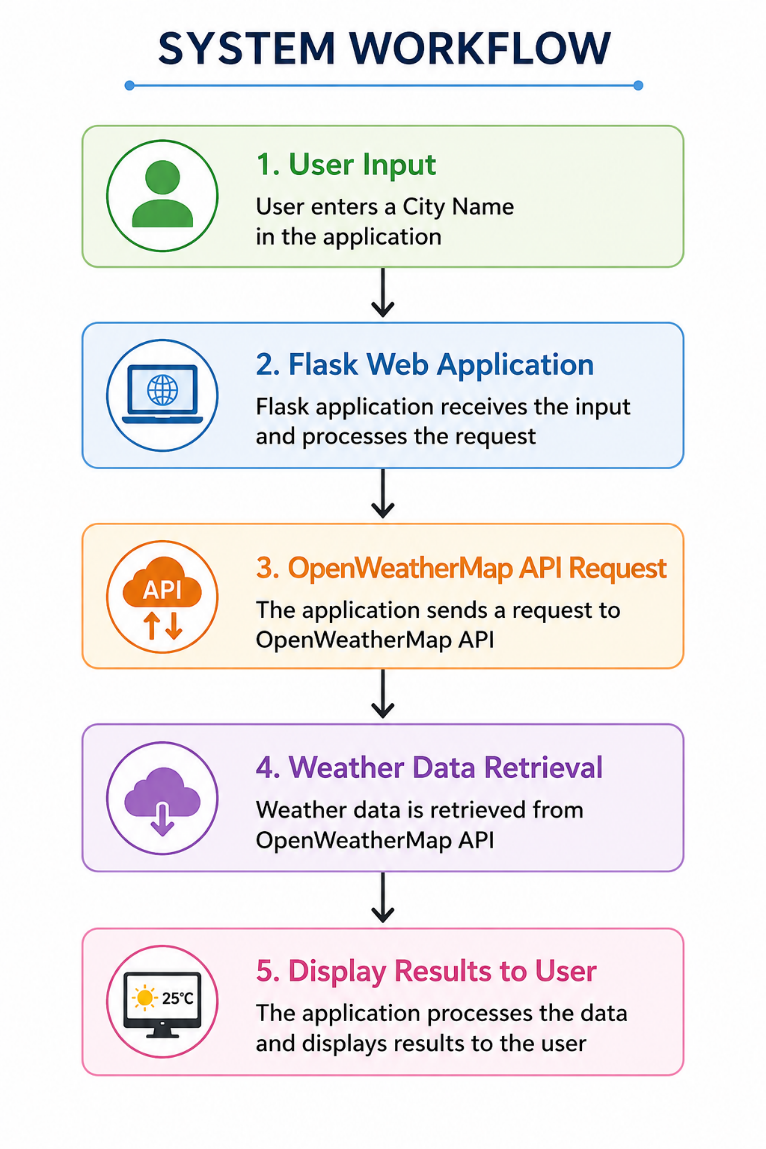 SYSTEM WORKFLOW
1. User Input
User enters a City Name
in the application
2. Flask Web Application
Flask application receives the input
and processes the request
API
3. OpenWeatherMap API Request
The application sends a request to
OpenWeatherMap API
4. Weather Data Retrieval
Weather data is retrieved from
OpenWeatherMap API
25°C
5. Display Results to User
The application processes the data
and displays results to the user